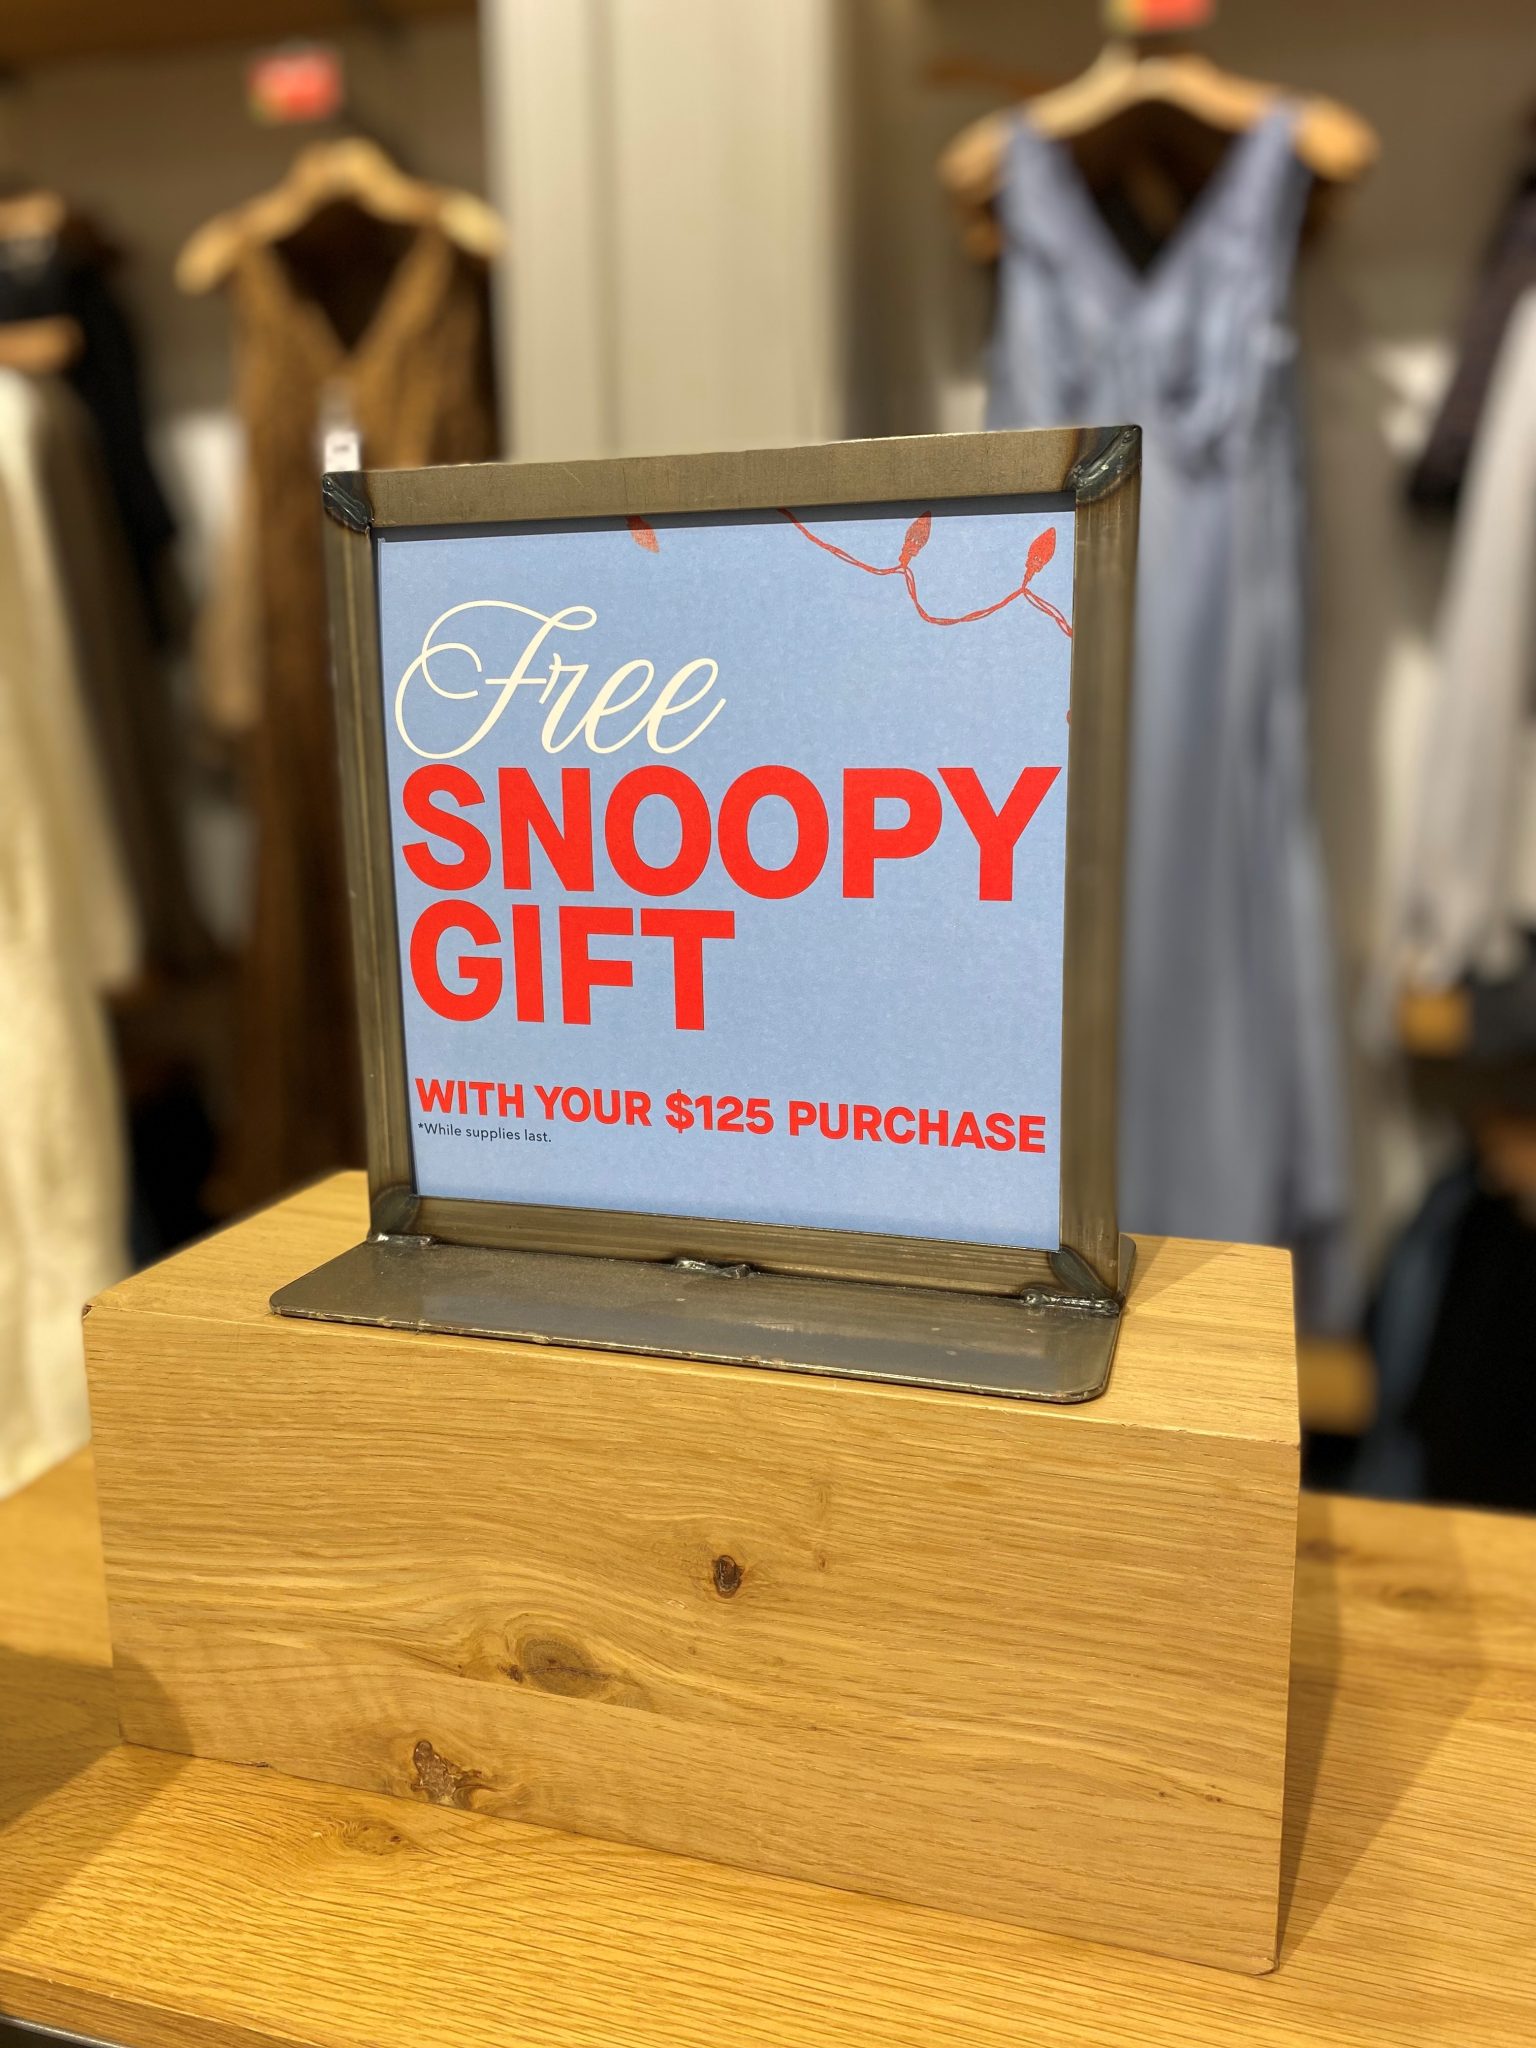 Free
SNOOPY
GIFT
WITH YOUR $125 PURCHASE
*While supplies last.